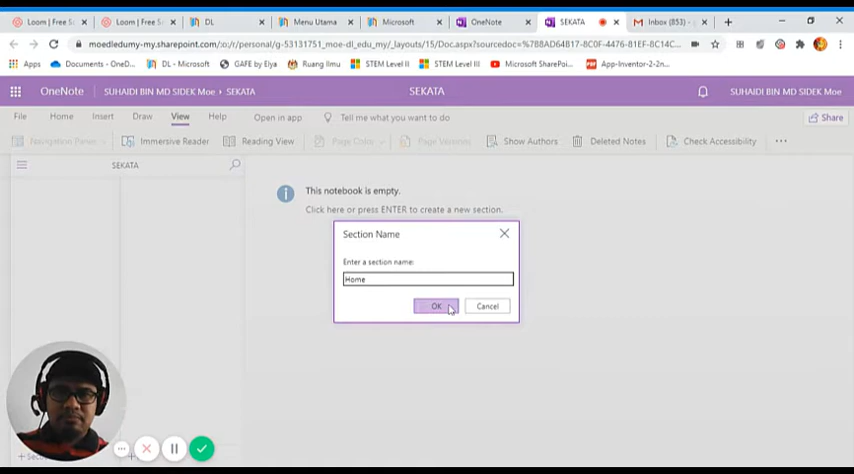 Loom | Free S
Loom | Free S
DL
Menu Utama
Microsoft
OneNote
SEKATA
Inbox (853) - g
moedledumy-my.sharepoint.com/:o:/r/personal/g-53131751_moe-dl_edu_my/_layouts/15/Doc.aspx?sourcedoc=%7B8AD64817-8C0F-4476-81EF-8C14C...
Apps
Documents - OneD...
DL - Microsoft
GAFE by Elya
Ruang Ilmu
STEM Level II
STEM Level III
Microsoft SharePoi...
App-Inventor-2-2n...
OneNote
SUHAIDI BIN MD SIDEK Moe › SEKATA
SEKATA
SUHAIDI BIN MD SIDEK Moe
File
Home
Insert
Draw
View
Help
Open in app
Tell me what you want to do
Share
Navigation Panes
Immersive Reader
Reading View
Page Color
Page Versions
Show Authors
Deleted Notes
Check Accessibility
SEKATA
This notebook is empty.
Click here or press ENTER to create a new section.
Section Name
Enter a section name:
Home
OK
Cancel